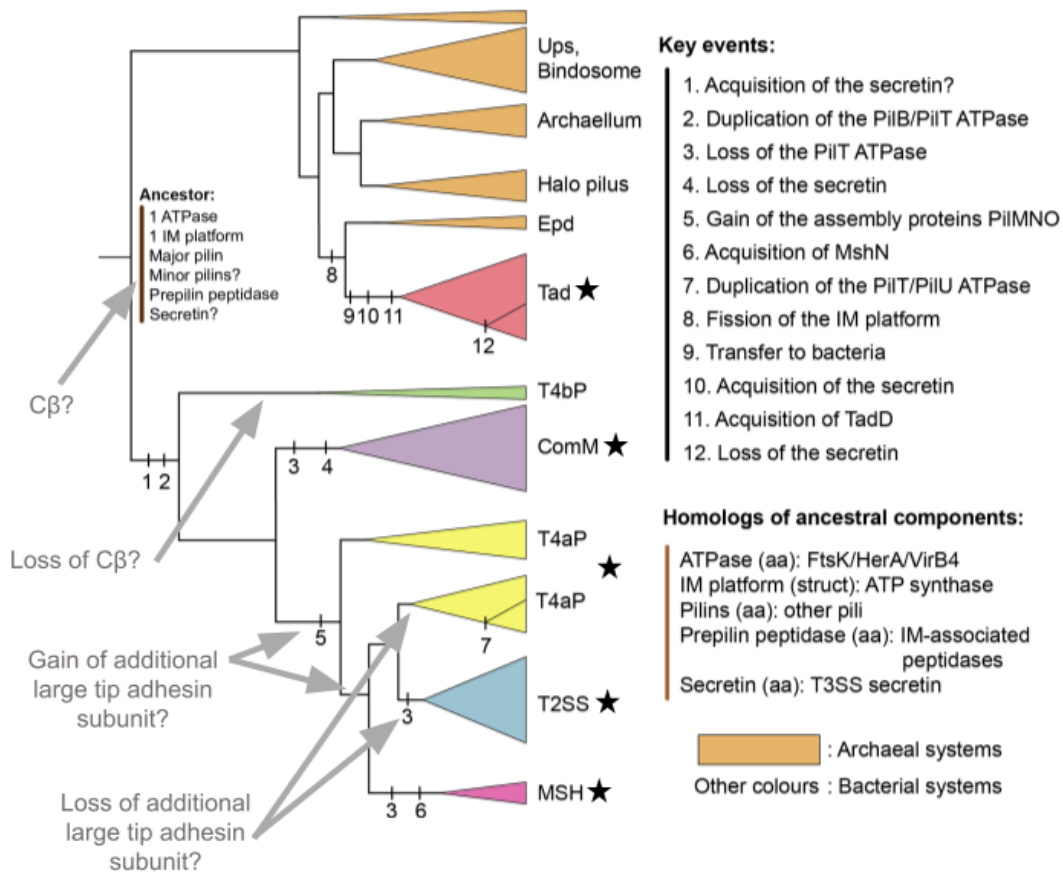 Ups,
Bindosome
Archaellum
Halo pilus
Epd
Tad ★
T4bP
ComM ★
T4aP
★
T4aP
T2SS ★
MSH ★
Ancestor:
1 ATPase
1 IM platform
Major pilin
Minor pilins?
Prepilin peptidase
Secretin?
8
9 10 11
12
Cβ?
1 2
3 4
Loss of Cβ?
5
7
Gain of additional
large tip adhesin
subunit?
3
3 6
Loss of additional
large tip adhesin
subunit?
Key events:
1. Acquisition of the secretin?
2. Duplication of the PilB/PilT ATPase
3. Loss of the PilT ATPase
4. Loss of the secretin
5. Gain of the assembly proteins PilMNO
6. Acquisition of MshN
7. Duplication of the PilT/PilU ATPase
8. Fission of the IM platform
9. Transfer to bacteria
10. Acquisition of the secretin
11. Acquisition of TadD
12. Loss of the secretin
Homologs of ancestral components:
ATPase (aa): FtsK/HerA/VirB4
IM platform (struct): ATP synthase
Pilins (aa): other pili
Prepilin peptidase (aa): IM-associated
peptidases
Secretin (aa): T3SS secretin
: Archaeal systems
Other colours : Bacterial systems